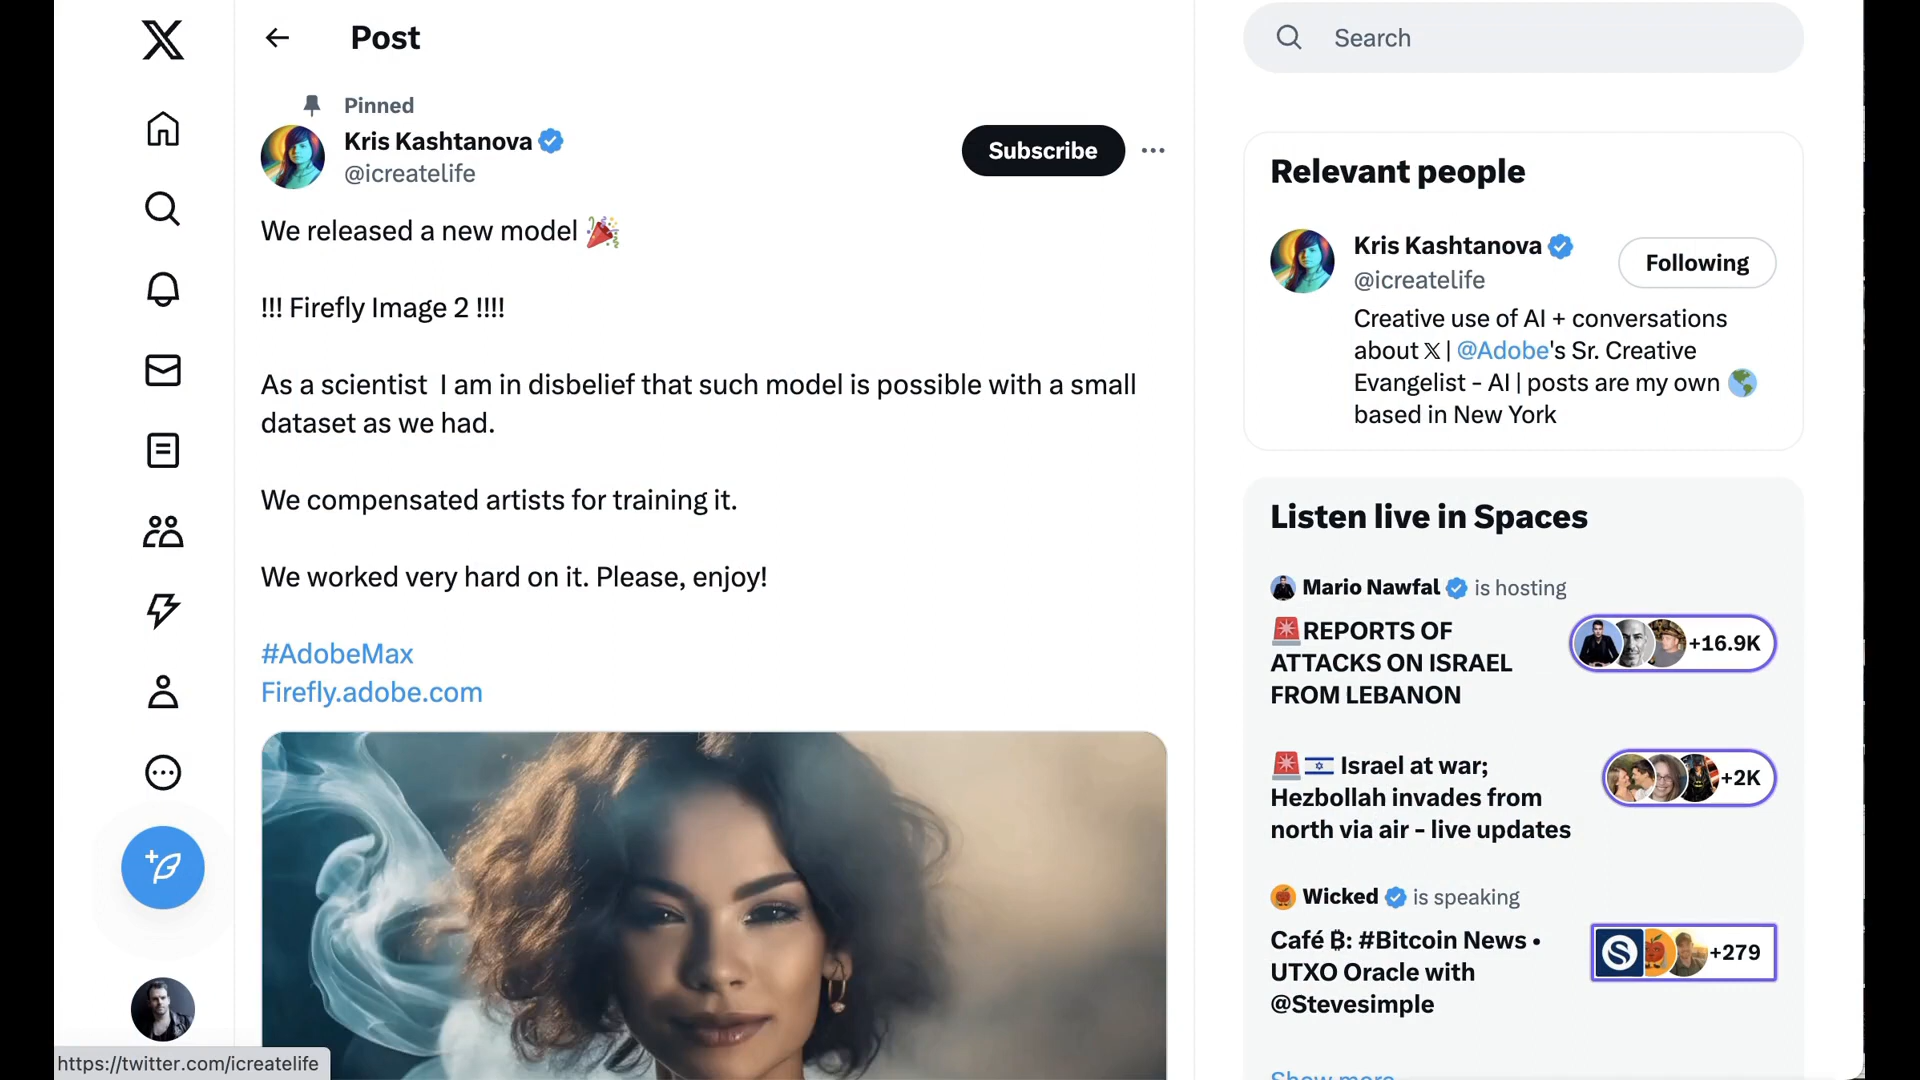 Post
Search
Pinned
Kris Kashtanova
@icreatelife
Subscribe
We released a new model 🎉
!!! Firefly Image 2 !!!!
As a scientist  I am in disbelief that such model is possible with a small
dataset as we had.
We compensated artists for training it.
We worked very hard on it. Please, enjoy!
#AdobeMax
Firefly.adobe.com
Relevant people
Kris Kashtanova
@icreatelife
Following
Creative use of AI + conversations
about 𝕏 | @Adobe's Sr. Creative
Evangelist - AI | posts are my own 🌎
based in New York
Listen live in Spaces
Mario Nawfal is hosting
🚨REPORTS OF
ATTACKS ON ISRAEL
FROM LEBANON
+16.9K
🚨🇮🇱 Israel at war;
Hezbollah invades from
north via air - live updates
+2K
Wicked is speaking
Café ₿: #Bitcoin News •
UTXO Oracle with
@Stevesimple
+279
Show more
https://twitter.com/icreatelife